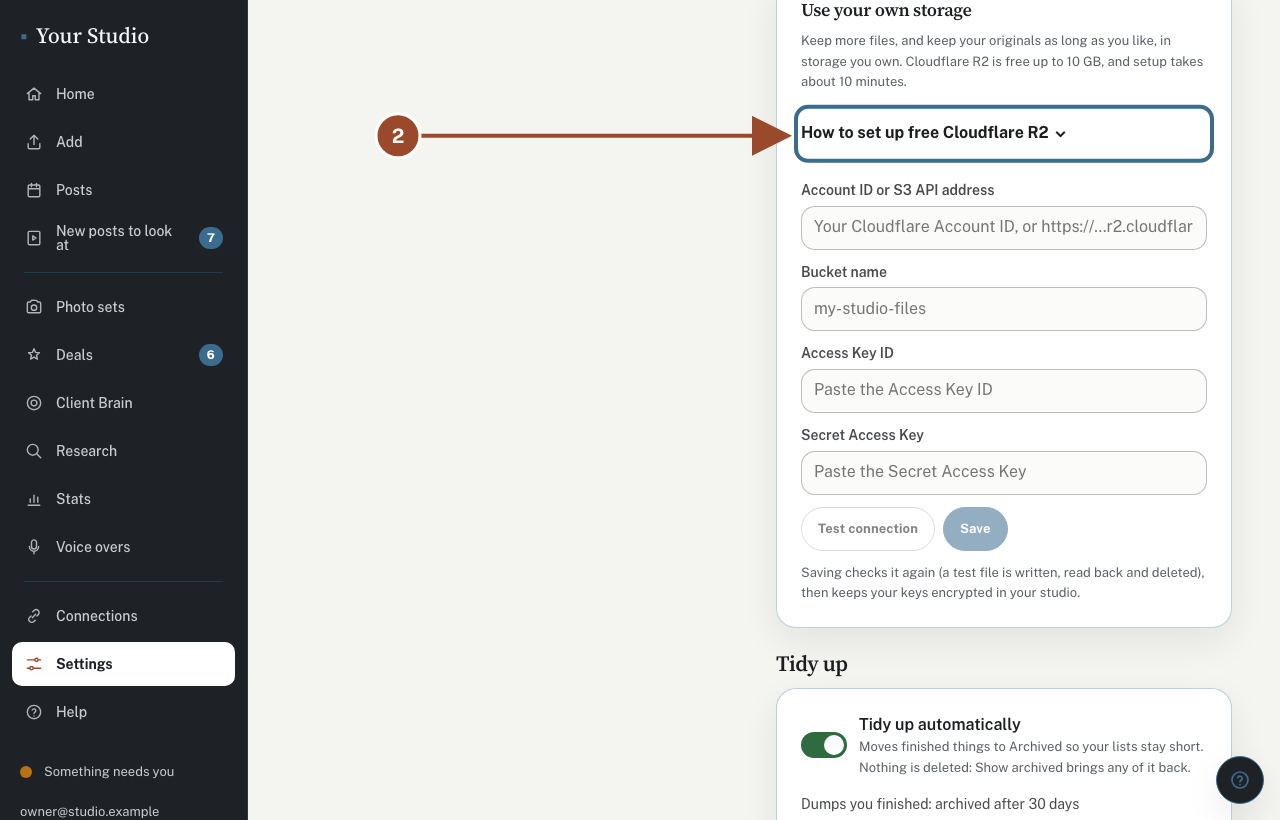 Your Studio
Home
Add
Posts
New posts to look
at
7
Photo sets
Deals
6
Client Brain
Research
Stats
Voice overs
Connections
Settings
Help
Something needs you
owner@studio.example
Use your own storage
Keep more files, and keep your originals as long as you like, in
storage you own. Cloudflare R2 is free up to 10 GB, and setup takes
about 10 minutes.
2
How to set up free Cloudflare R2
Account ID or S3 API address
Your Cloudflare Account ID, or https://…r2.cloudflar
Bucket name
my-studio-files
Access Key ID
Paste the Access Key ID
Secret Access Key
Paste the Secret Access Key
Test connection
Save
Saving checks it again (a test file is written, read back and deleted),
then keeps your keys encrypted in your studio.
Tidy up
Tidy up automatically
Moves finished things to Archived so your lists stay short.
Nothing is deleted: Show archived brings any of it back.
Dumps you finished: archived after 30 days